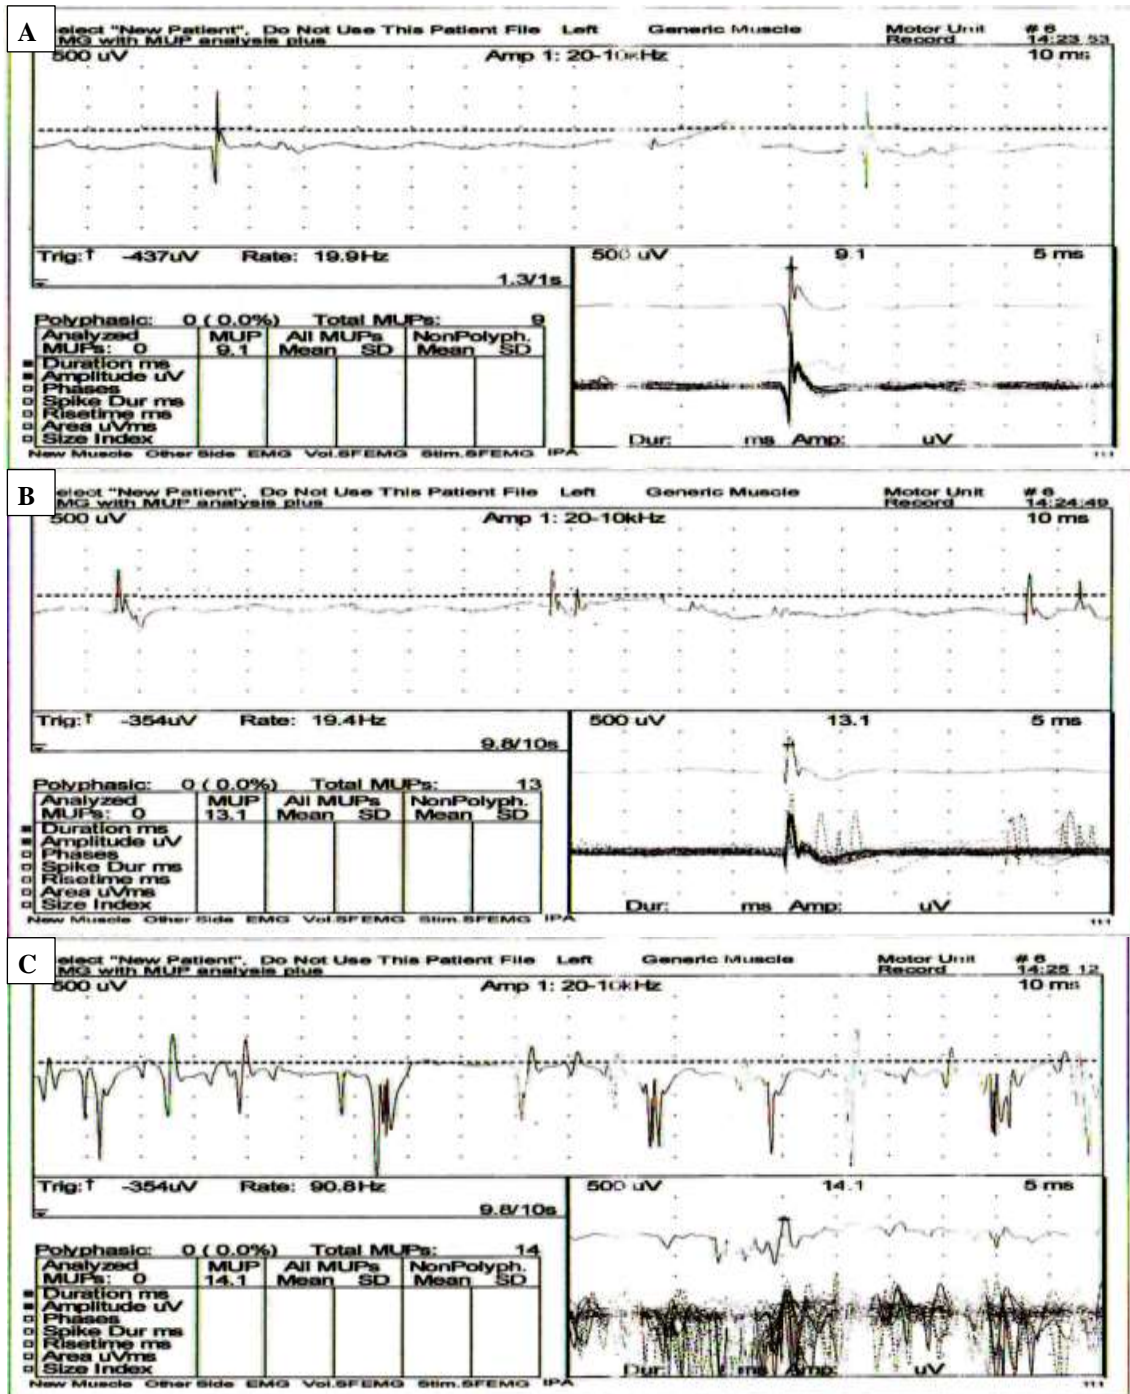 A
elect "New Patient", Do Not Use This Patient File Left Generic Muscle Motor Unit # 6
EMG with MUP analysis plus Record 14:23 53
500 uV Amp 1: 20-10kHz 10 ms
Trig:↑ -437uV Rate: 19.9Hz
1.3/1s
500 uV 9.1 5 ms
Polyphasic: 0 ( 0.0%) Total MUPs: 9
Analyzed MUP All MUPs NonPolyph.
MUPs: 0 9.1 Mean SD Mean SD
Duration ms
Amplitude uV
Phases
Spike Dur ms
Risetime ms
Area uVms
Size Index
Dur: ms Amp: uV
New Muscle Other Side EMG Vol.SFEMG Stim.SFEMG IPA
B
elect "New Patient", Do Not Use This Patient File Left Generic Muscle Motor Unit # 6
EMG with MUP analysis plus Record 14:24:49
500 uV Amp 1: 20-10kHz 10 ms
Trig:↑ -354uV Rate: 19.4Hz
9.8/10s
500 uV 13.1 5 ms
Polyphasic: 0 ( 0.0%) Total MUPs: 13
Analyzed MUP All MUPs NonPolyph.
MUPs: 0 13.1 Mean SD Mean SD
Duration ms
Amplitude uV
Phases
Spike Dur ms
Risetime ms
Area uVms
Size Index
Dur: ms Amp: uV
New Muscle Other Side EMG Vol.SFEMG Stim.SFEMG IPA
C
elect "New Patient", Do Not Use This Patient File Left Generic Muscle Motor Unit # 6
EMG with MUP analysis plus Record 14:25 12
500 uV Amp 1: 20-10kHz 10 ms
Trig:↑ -354uV Rate: 90.8Hz
9.8/10s
500 uV 14.1 5 ms
Polyphasic: 0 ( 0.0%) Total MUPs: 14
Analyzed MUP All MUPs NonPolyph.
MUPs: 0 14.1 Mean SD Mean SD
Duration ms
Amplitude uV
Phases
Spike Dur ms
Risetime ms
Area uVms
Size Index
Dur: ms Amp: uV
New Muscle Other Side EMG Vol.SFEMG Stim.SFEMG IPA